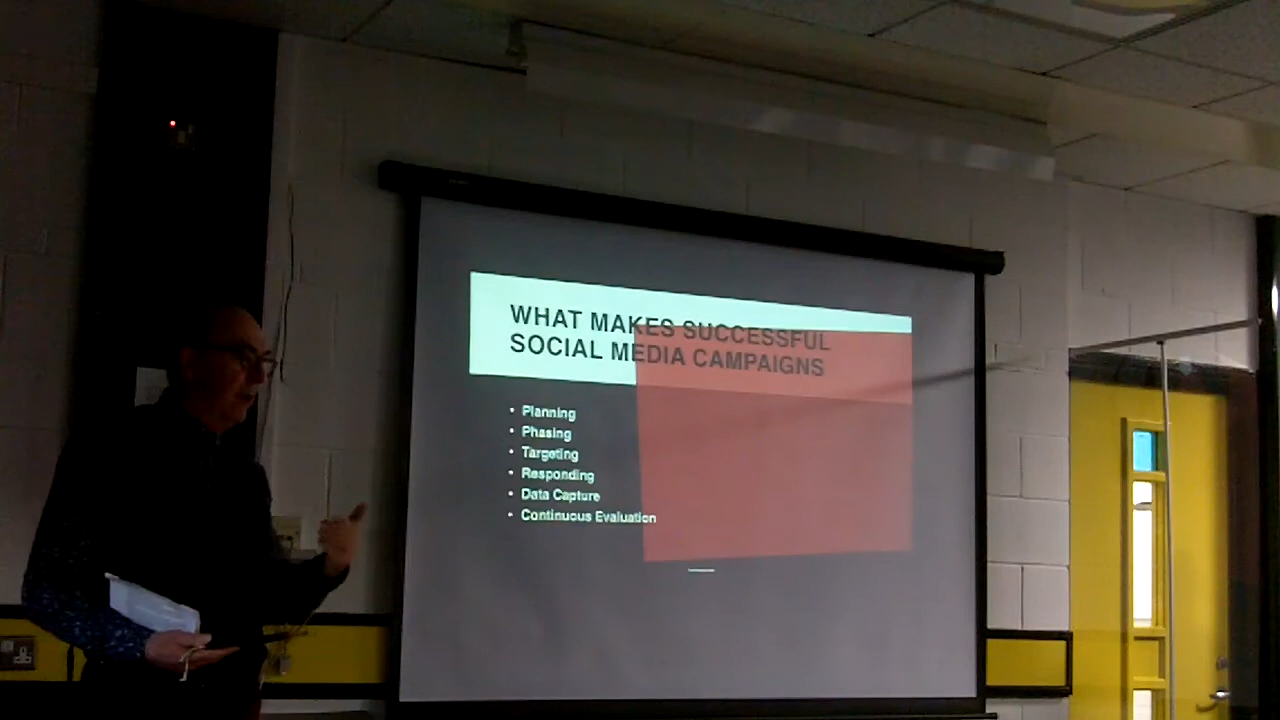 WHAT MAKES SUCCESSFUL
SOCIAL MEDIA CAMPAIGNS
• Planning
• Phasing
• Targeting
• Responding
• Data Capture
• Continuous Evaluation